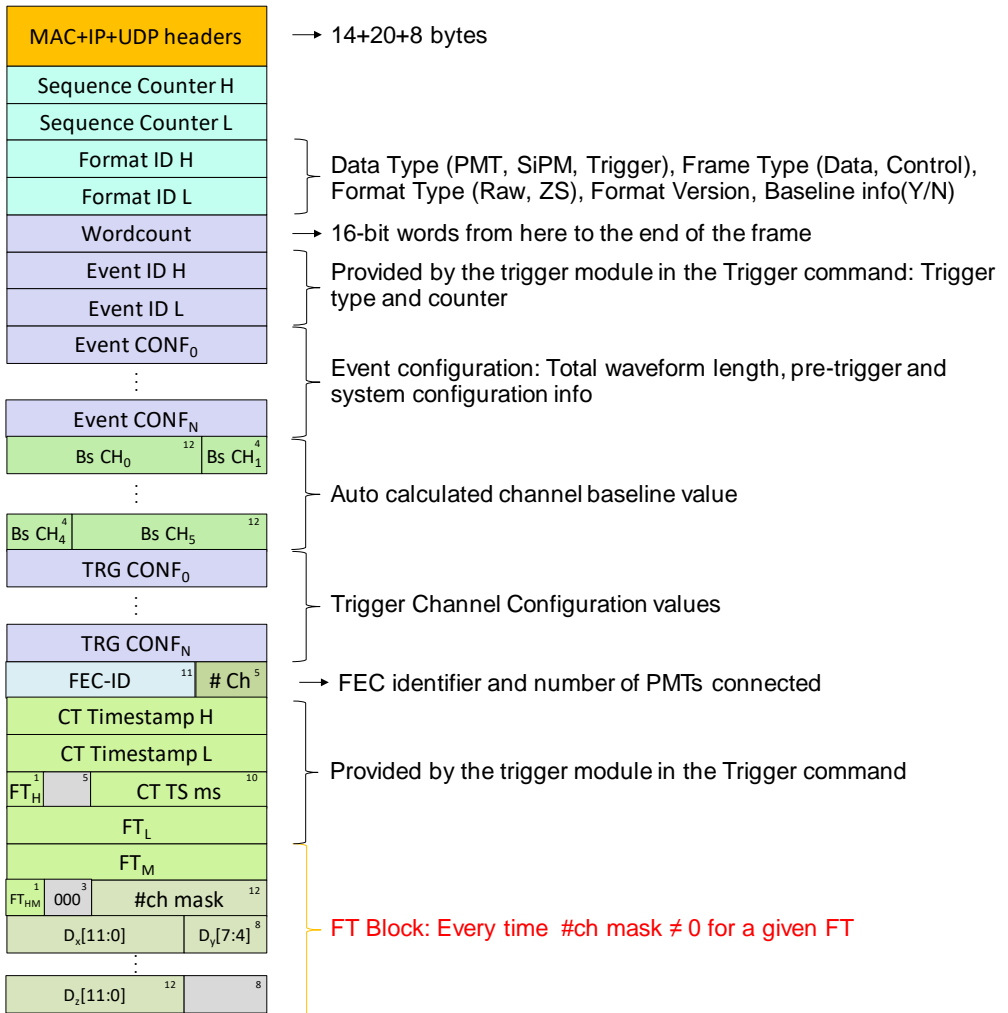 MAC+IP+UDP headers
14+20+8 bytes
Sequence Counter H
Sequence Counter L
Format ID H
Format ID L
Data Type (PMT, SiPM, Trigger), Frame Type (Data, Control),
Format Type (Raw, ZS), Format Version, Baseline info(Y/N)
Wordcount
16-bit words from here to the end of the frame
Event ID H
Event ID L
Provided by the trigger module in the Trigger command: Trigger
type and counter
Event CONF0
⋮
Event CONFN
Event configuration: Total waveform length, pre-trigger and
system configuration info
Bs CH0 12 Bs CH1 4
⋮
Bs CH4 4 Bs CH5 12
Auto calculated channel baseline value
TRG CONF0
⋮
TRG CONFN
Trigger Channel Configuration values
FEC-ID 11 # Ch 5
FEC identifier and number of PMTs connected
CT Timestamp H
CT Timestamp L
FTH 1 5 CT TS ms 10
FTL
Provided by the trigger module in the Trigger command
FTM
FTHM 1 000 3 #ch mask 12
Dx[11:0] Dy[7:4] 8
⋮
Dz[11:0] 12 8
FT Block: Every time #ch mask ≠ 0 for a given FT